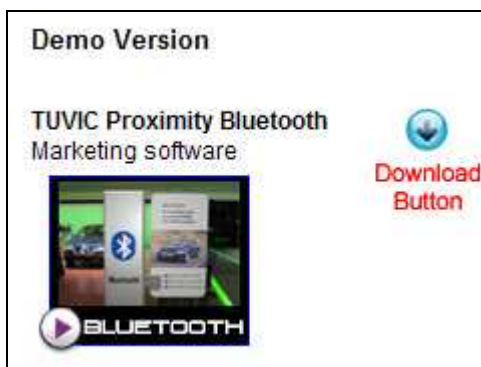 Demo Version
TUVIC Proximity Bluetooth
Marketing software
Download
Button
BLUETOOTH